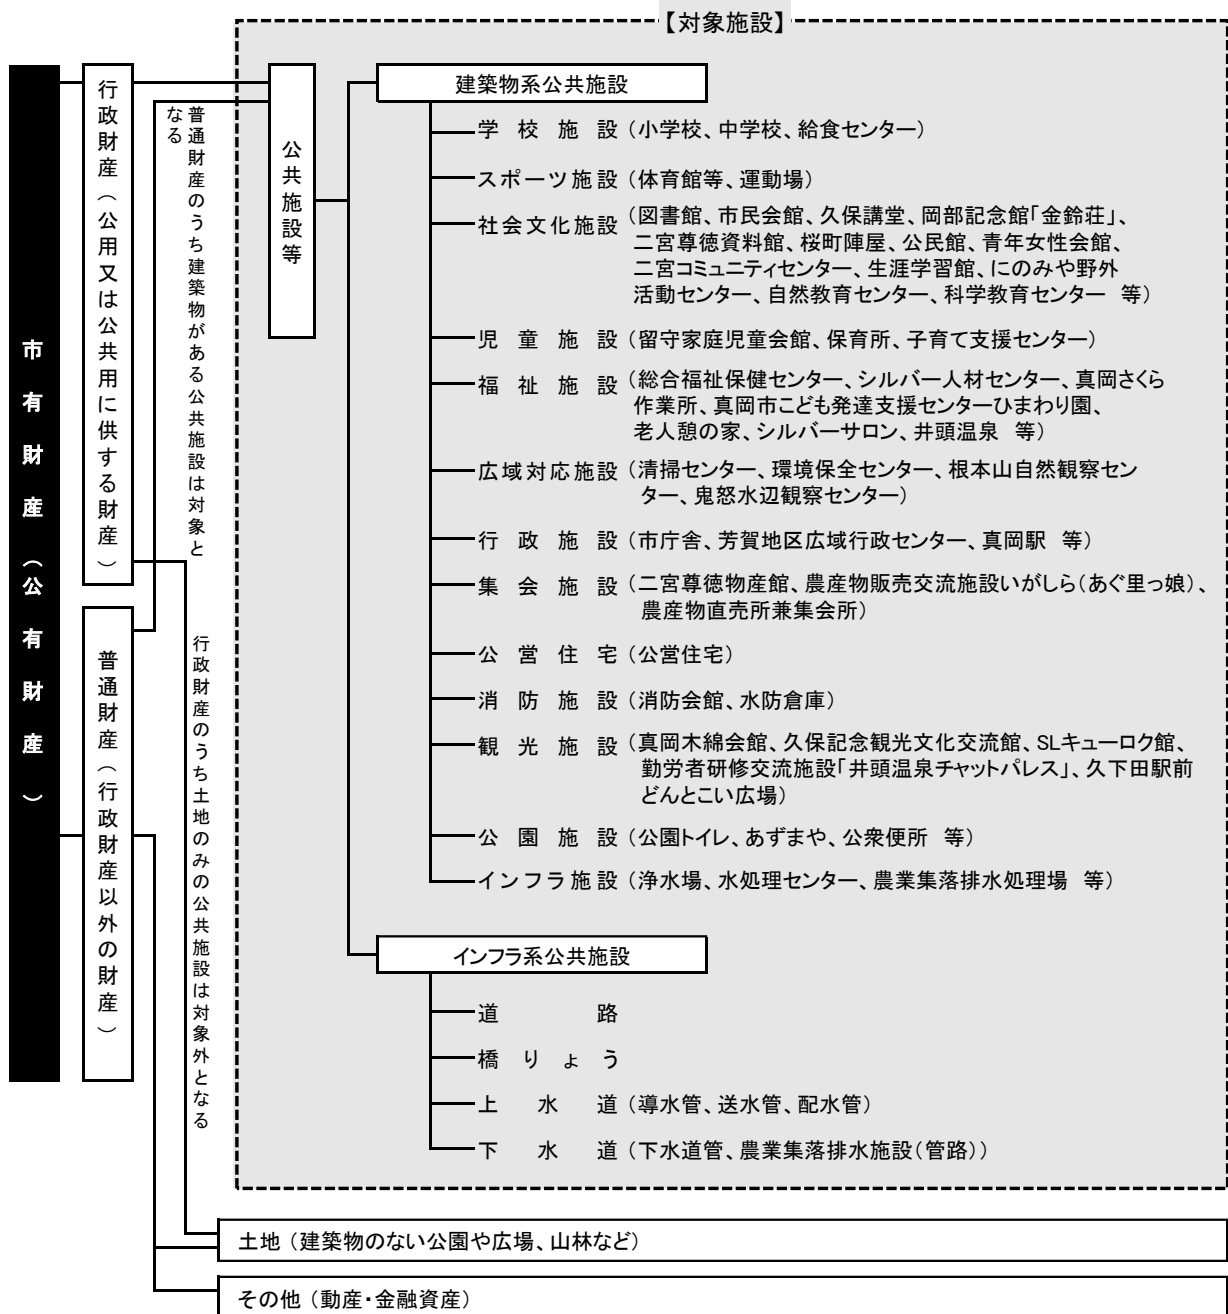 【対象施設】
市有財産(公有財産)
行政財産(公用又は公共用に供する財産)
普通財産(行政財産以外の財産)
普通財産のうち建築物がある公共施設は対象と
なる
行政財産のうち土地のみの公共施設は対象外となる
公共施設等
建築物系公共施設
学校施設(小学校、中学校、給食センター)
スポーツ施設(体育館等、運動場)
社会文化施設(図書館、市民会館、久保講堂、岡部記念館「金鈴荘」、
二宮尊徳資料館、桜町陣屋、公民館、青年女性会館、
二宮コミュニティセンター、生涯学習館、にのみや野外
活動センター、自然教育センター、科学教育センター 等)
児童施設(留守家庭児童会館、保育所、子育て支援センター)
福祉施設(総合福祉保健センター、シルバー人材センター、真岡さくら
作業所、真岡市こども発達支援センターひまわり園、
老人憩の家、シルバーサロン、井頭温泉 等)
広域対応施設(清掃センター、環境保全センター、根本山自然観察セン
ター、鬼怒水辺観察センター)
行政施設(市庁舎、芳賀地区広域行政センター、真岡駅 等)
集会施設(二宮尊徳物産館、農産物販売交流施設いがしら(あぐ里っ娘)、
農産物直売所兼集会所)
公営住宅(公営住宅)
消防施設(消防会館、水防倉庫)
観光施設(真岡木綿会館、久保記念観光文化交流館、SLキューロク館、
勤労者研修交流施設「井頭温泉チャットパレス」、久下田駅前
どんとこい広場)
公園施設(公園トイレ、あずまや、公衆便所 等)
インフラ施設(浄水場、水処理センター、農業集落排水処理場 等)
インフラ系公共施設
道路
橋りょう
上水道(導水管、送水管、配水管)
下水道(下水道管、農業集落排水施設(管路))
土地(建築物のない公園や広場、山林など)
その他(動産・金融資産)